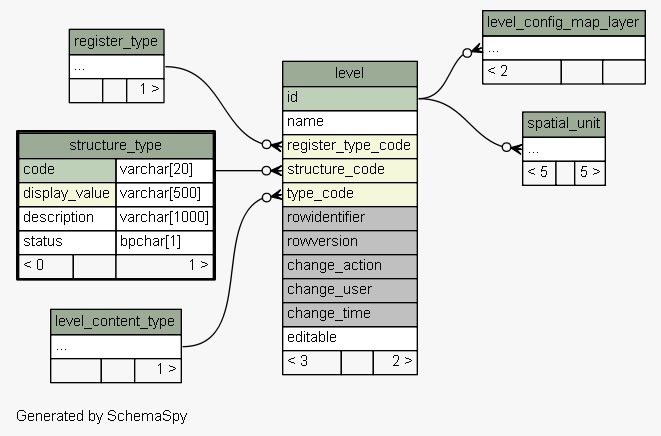 register_type
...
1 >
structure_type
code varchar[20]
display_value varchar[500]
description varchar[1000]
status bpchar[1]
< 0 1 >
level_content_type
...
1 >
level
id
name
register_type_code
structure_code
type_code
rowidentifier
rowversion
change_action
change_user
change_time
editable
< 3 2 >
level_config_map_layer
...
< 2
spatial_unit
...
< 5 5 >
Generated by SchemaSpy